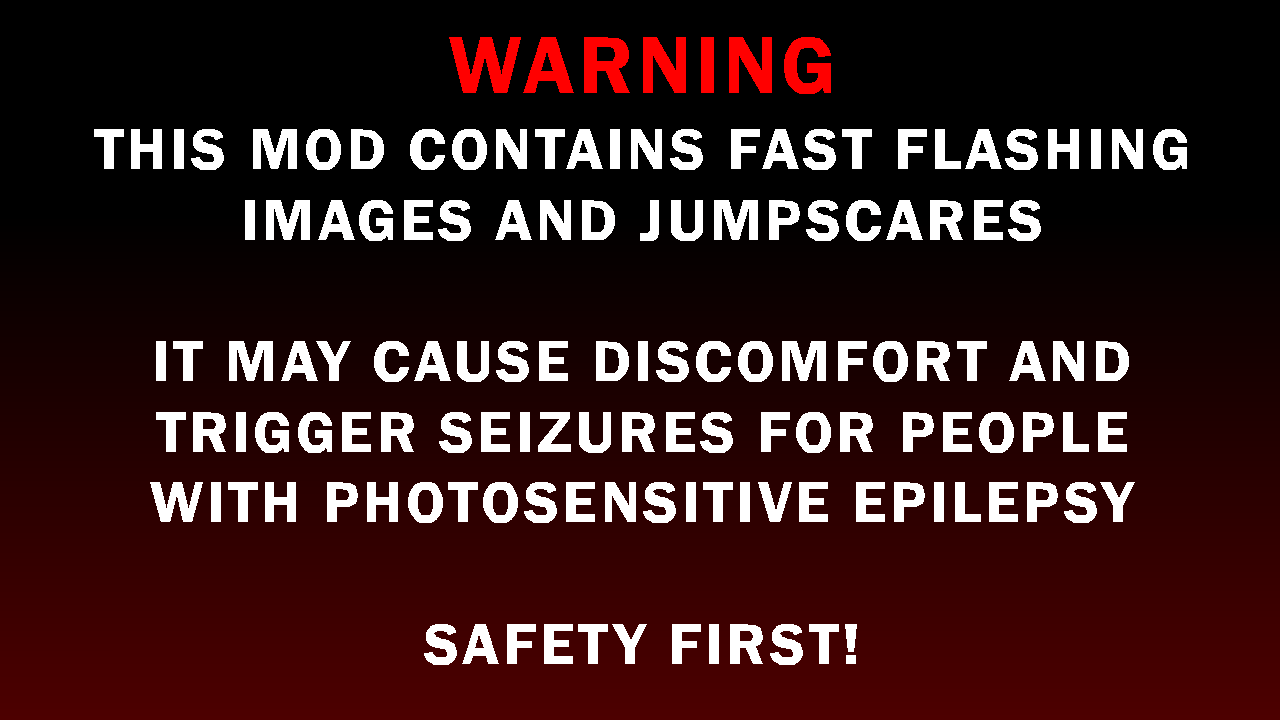 WARNING
THIS MOD CONTAINS FAST FLASHING
IMAGES AND JUMPSCARES
IT MAY CAUSE DISCOMFORT AND
TRIGGER SEIZURES FOR PEOPLE
WITH PHOTOSENSITIVE EPILEPSY
SAFETY FIRST!